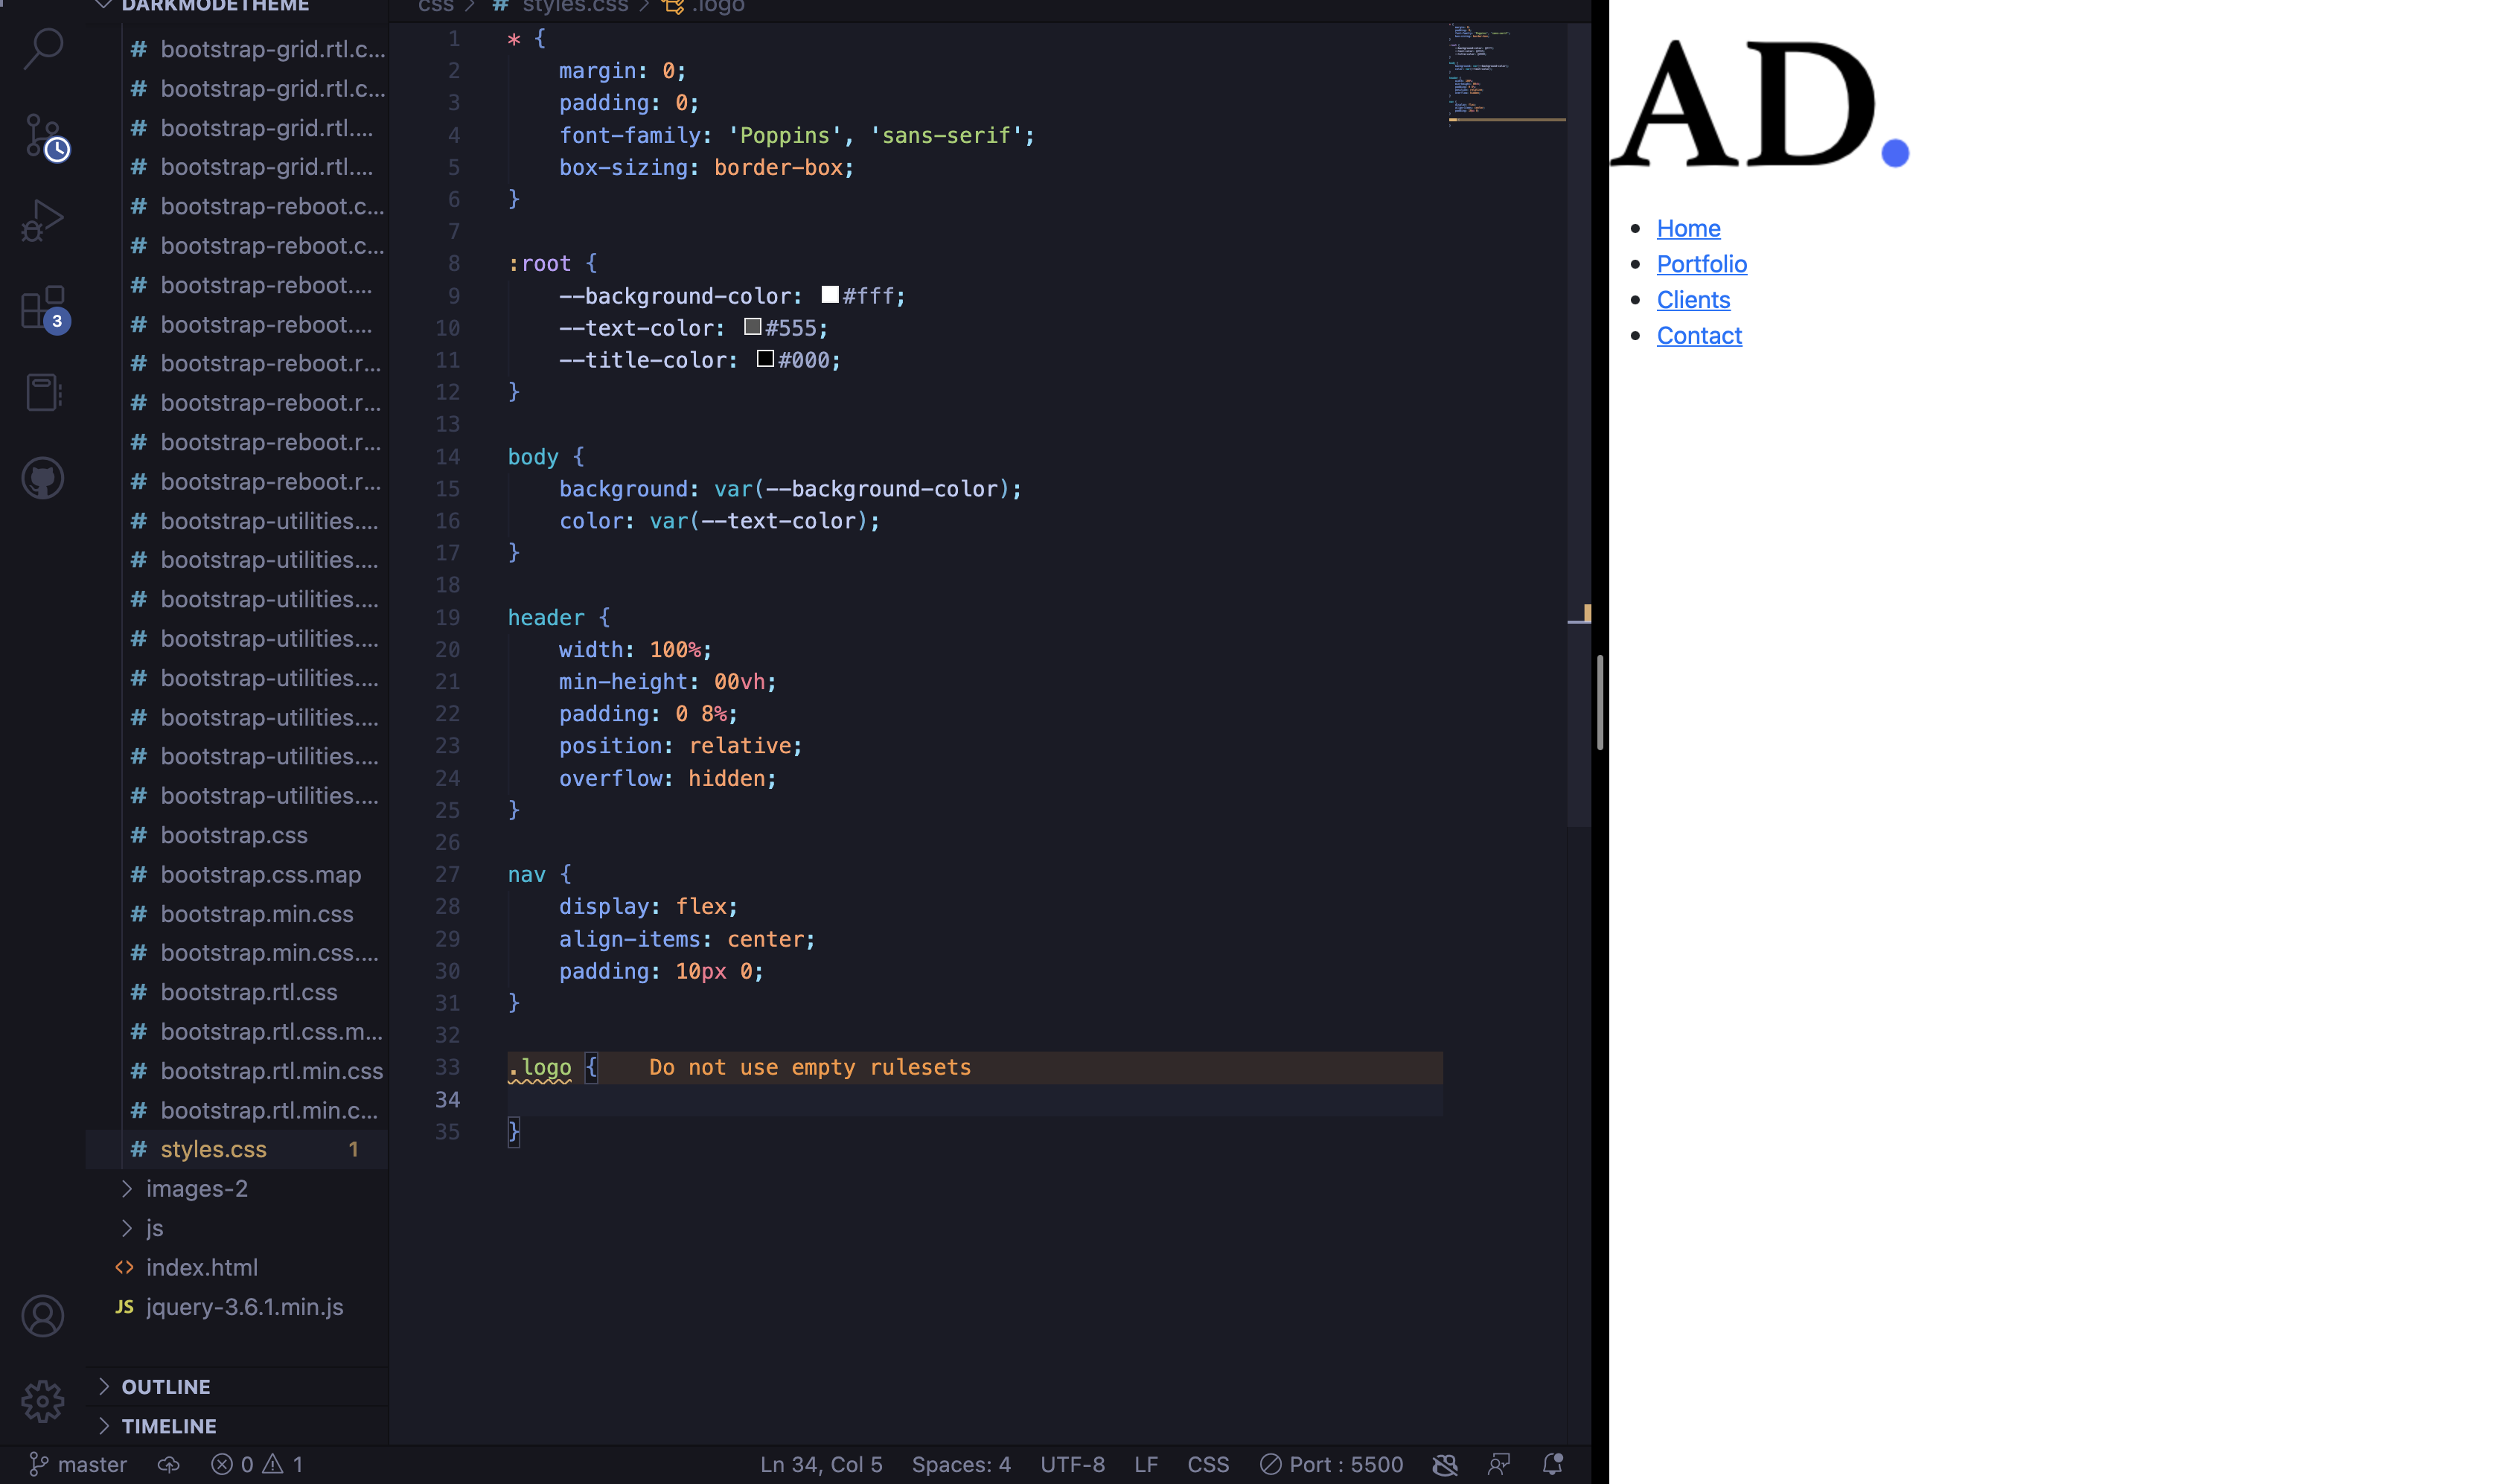 DARKMODETHEME
bootstrap-grid.rtl.c...
bootstrap-grid.rtl.c...
bootstrap-grid.rtl....
bootstrap-grid.rtl....
bootstrap-reboot.c...
bootstrap-reboot.c...
bootstrap-reboot....
bootstrap-reboot....
bootstrap-reboot.r...
bootstrap-reboot.r...
bootstrap-reboot.r...
bootstrap-reboot.r...
bootstrap-utilities....
bootstrap-utilities....
bootstrap-utilities....
bootstrap-utilities....
bootstrap-utilities....
bootstrap-utilities....
bootstrap-utilities....
bootstrap-utilities....
# bootstrap.css
# bootstrap.css.map
# bootstrap.min.css
# bootstrap.min.css....
# bootstrap.rtl.css
# bootstrap.rtl.css.m...
# bootstrap.rtl.min.css
# bootstrap.rtl.min.c...
# styles.css 1
images-2
js
<> index.html
JS jquery-3.6.1.min.js
OUTLINE
TIMELINE
3
css > # styles.css > .logo
1 * {
2 margin: 0;
3 padding: 0;
4 font-family: 'Poppins', 'sans-serif';
5 box-sizing: border-box;
6 }
7
8 :root {
9 --background-color: #fff;
10 --text-color: #555;
11 --title-color: #000;
12 }
13
14 body {
15 background: var(--background-color);
16 color: var(--text-color);
17 }
18
19 header {
20 width: 100%;
21 min-height: 00vh;
22 padding: 0 8%;
23 position: relative;
24 overflow: hidden;
25 }
26
27 nav {
28 display: flex;
29 align-items: center;
30 padding: 10px 0;
31 }
32
33 .logo { Do not use empty rulesets
34
35 }
master 0 1 Ln 34, Col 5 Spaces: 4 UTF-8 LF CSS Port : 5500
AD.
• Home
• Portfolio
• Clients
• Contact